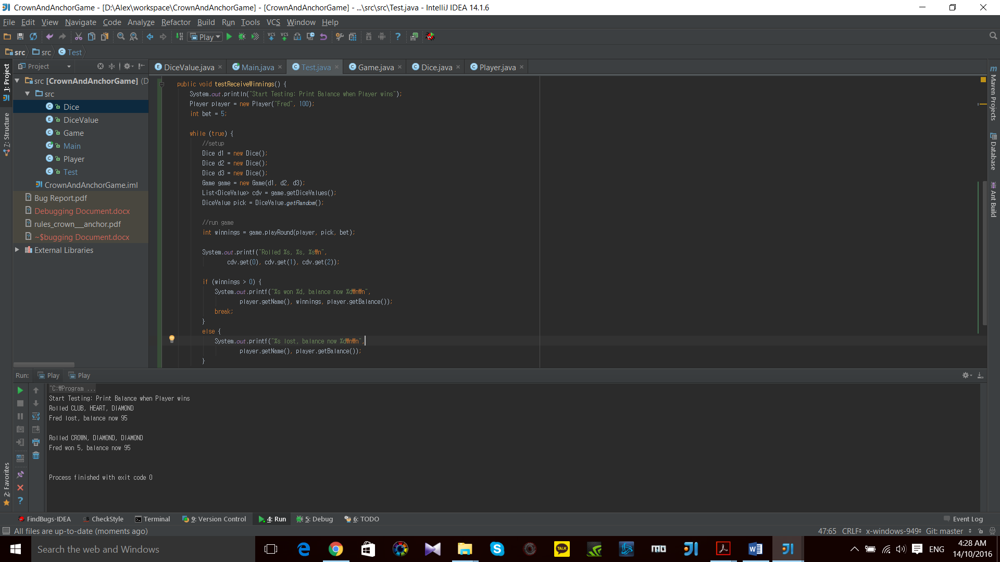 CrownAndAnchorGame - [D:\Alex\workspace\CrownAndAnchorGame] - [CrownAndAnchorGame] - ...\src\src\Test.java - IntelliJ IDEA 14.1.6
File Edit View Navigate Code Analyze Refactor Build Run Tools VCS Window Help
Play
src src Test
1: Project
7: Structure
2: Favorites
Project
src [CrownAndAnchorGame] (D
src
Dice
DiceValue
Game
Main
Player
Test
CrownAndAnchorGame.iml
Bug Report.pdf
Debugging Document.docx
rules_crown__anchor.pdf
~$bugging Document.docx
External Libraries
DiceValue.java Main.java Test.java Game.java Dice.java Player.java
public void testReceiveWinnings() {
System.out.println("Start Testing: Print Balance when Player wins");
Player player = new Player("Fred", 100);
int bet = 5;
while (true) {
//setup
Dice d1 = new Dice();
Dice d2 = new Dice();
Dice d3 = new Dice();
Game game = new Game(d1, d2, d3);
List<DiceValue> cdv = game.getDiceValues();
DiceValue pick = DiceValue.getRandom();
//run game
int winnings = game.playRound(player, pick, bet);
System.out.printf("Rolled %s, %s, %s₩n",
cdv.get(0), cdv.get(1), cdv.get(2));
if (winnings > 0) {
System.out.printf("%s won %d, balance now %d₩n₩n",
player.getName(), winnings, player.getBalance());
break;
}
else {
System.out.printf("%s lost, balance now %d₩n₩n",
player.getName(), player.getBalance());
}
Maven Projects
Database
Ant Build
Run: Play Play
"C:₩Program ...
Start Testing: Print Balance when Player wins
Rolled CLUB, HEART, DIAMOND
Fred lost, balance now 95
Rolled CROWN, DIAMOND, DIAMOND
Fred won 5, balance now 95
Process finished with exit code 0
FindBugs-IDEA CheckStyle Terminal 9: Version Control 4: Run 5: Debug 6: TODO Event Log
All files are up-to-date (moments ago) 47:65 CRLF x-windows-949 Git: master
Search the web and Windows
TALK
ENG
4:28 AM
14/10/2016